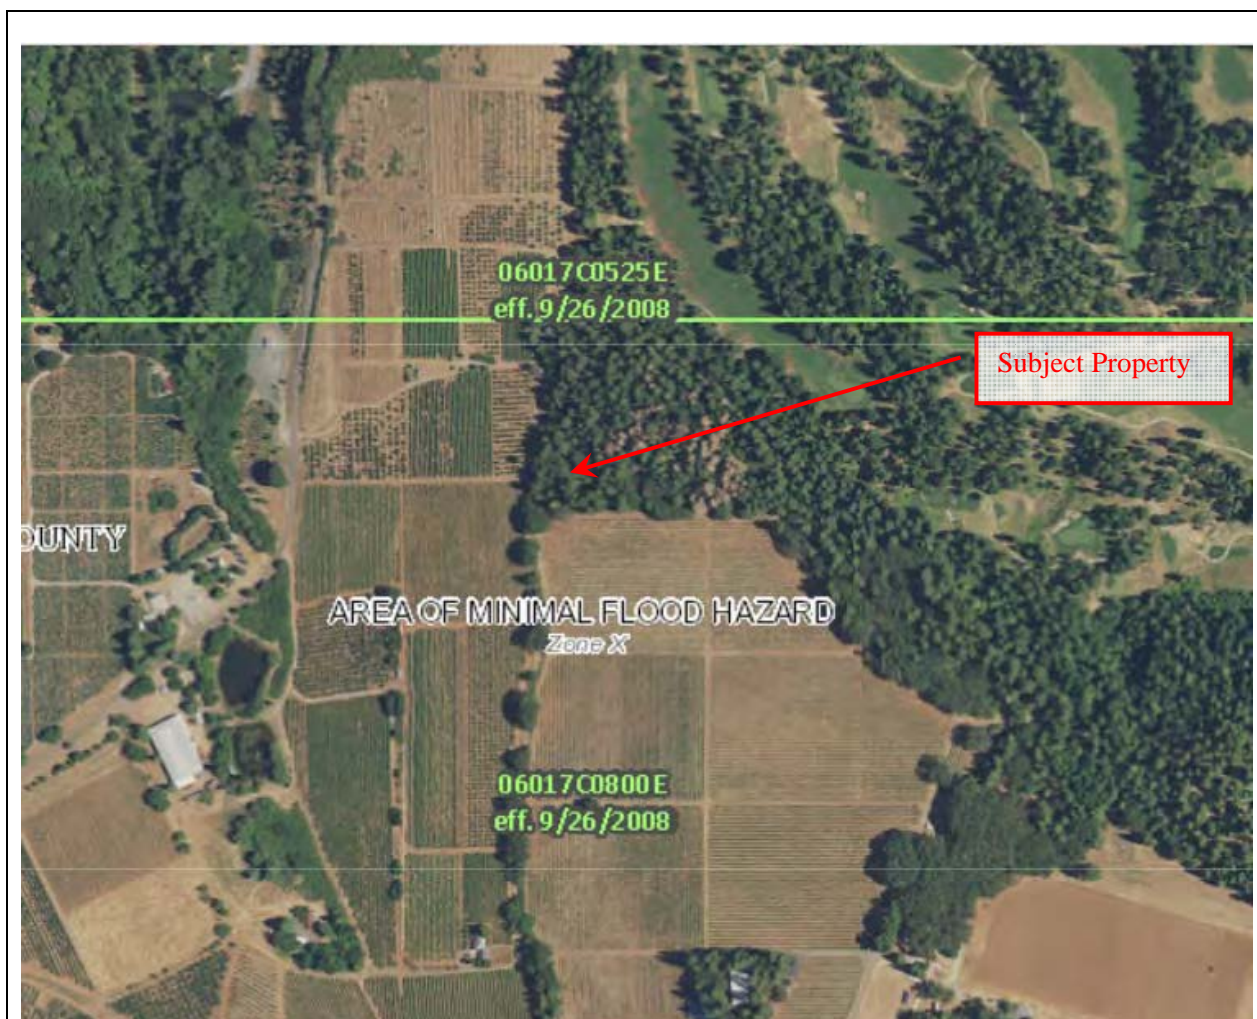 06017C0525E
eff. 9/26/2008
Subject Property
OUNTY
AREA OF MINIMAL FLOOD HAZARD
Zone X
06017C0800E
eff. 9/26/2008